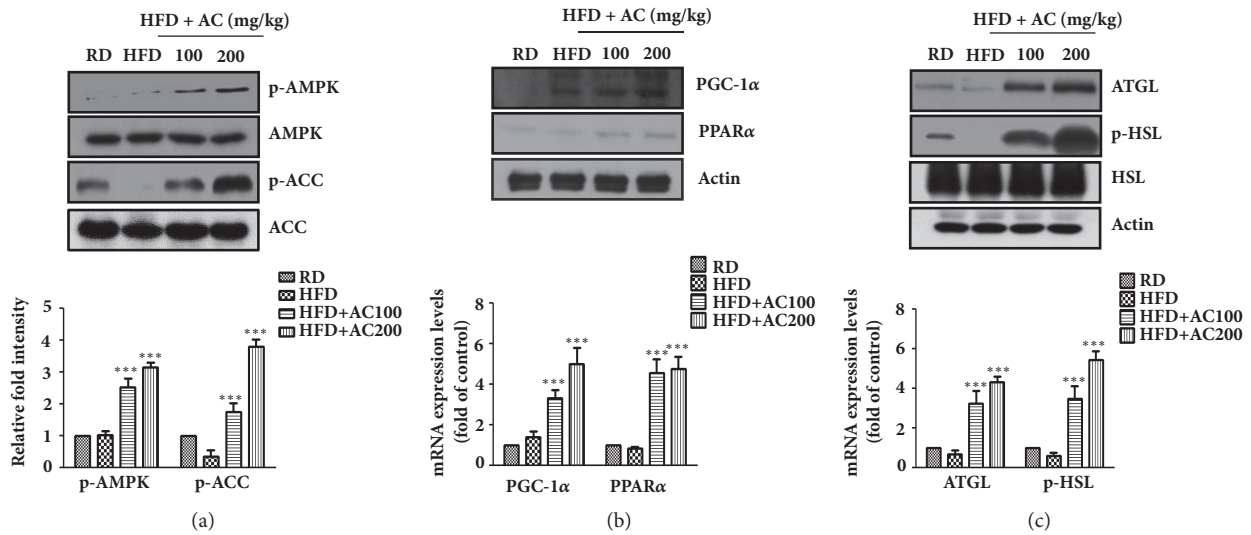 HFD + AC (mg/kg)
RD HFD 100 200
p-AMPK
AMPK
p-ACC
ACC
RD
HFD
HFD+AC100
HFD+AC200
Relative fold intensity
5
4
3
2
1
0
*** *** *** ***
p-AMPK p-ACC
(a)
HFD + AC (mg/kg)
RD HFD 100 200
PGC-1α
PPARα
Actin
RD
HFD
HFD+AC100
HFD+AC200
mRNA expression levels
(fold of control)
8
6
4
2
0
*** *** *** ***
PGC-1α PPARα
(b)
HFD + AC (mg/kg)
RD HFD 100 200
ATGL
p-HSL
HSL
Actin
RD
HFD
HFD+AC100
HFD+AC200
mRNA expression levels
(fold of control)
8
6
4
2
0
*** *** *** ***
ATGL p-HSL
(c)